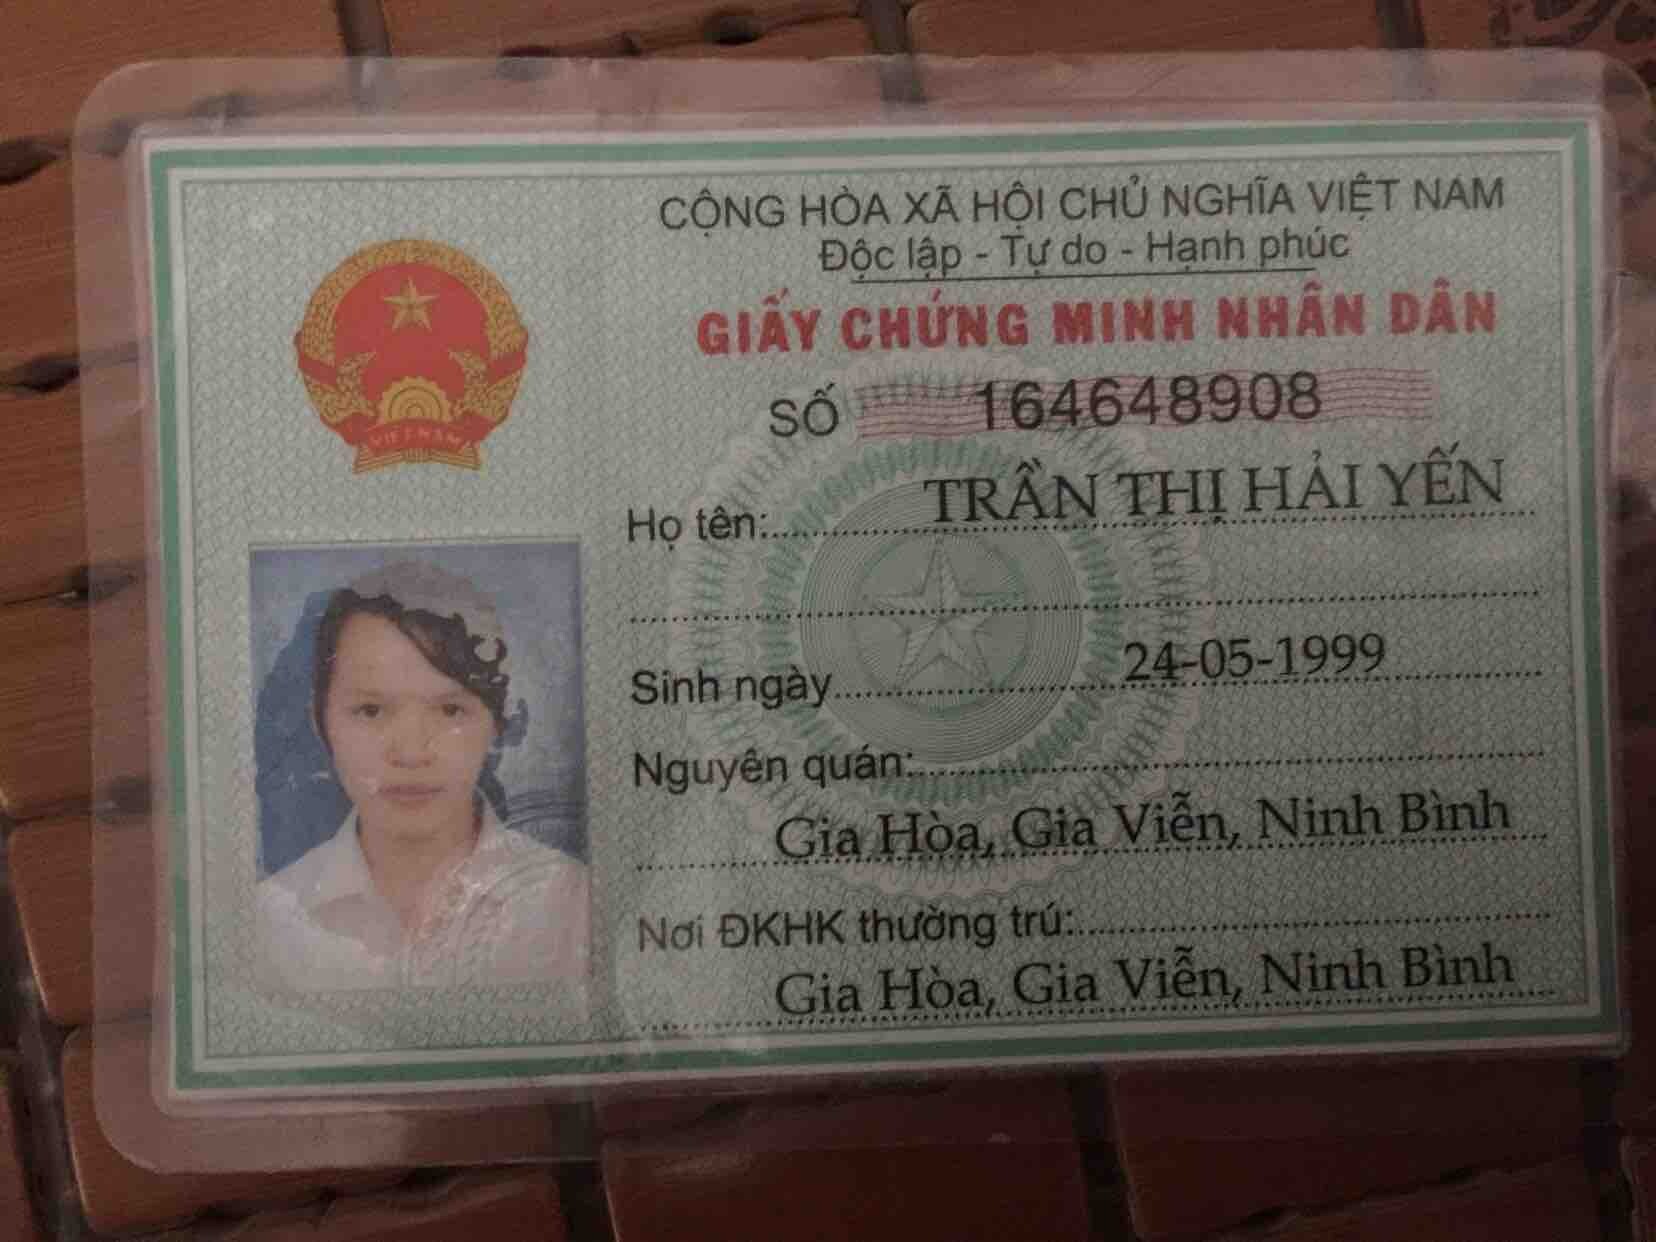 CỘNG HÒA XÃ HỘI CHỦ NGHĨA VIỆT NAM
Độc lập - Tự do - Hạnh phúc
GIẤY CHỨNG MINH NHÂN DÂN
SỐ 164648908
VIETNAM
Họ tên: TRẦN THỊ HẢI YẾN
Sinh ngày 24-05-1999
Nguyên quán:
Gia Hòa, Gia Viễn, Ninh Bình
Nơi ĐKHK thường trú:
Gia Hòa, Gia Viễn, Ninh Bình